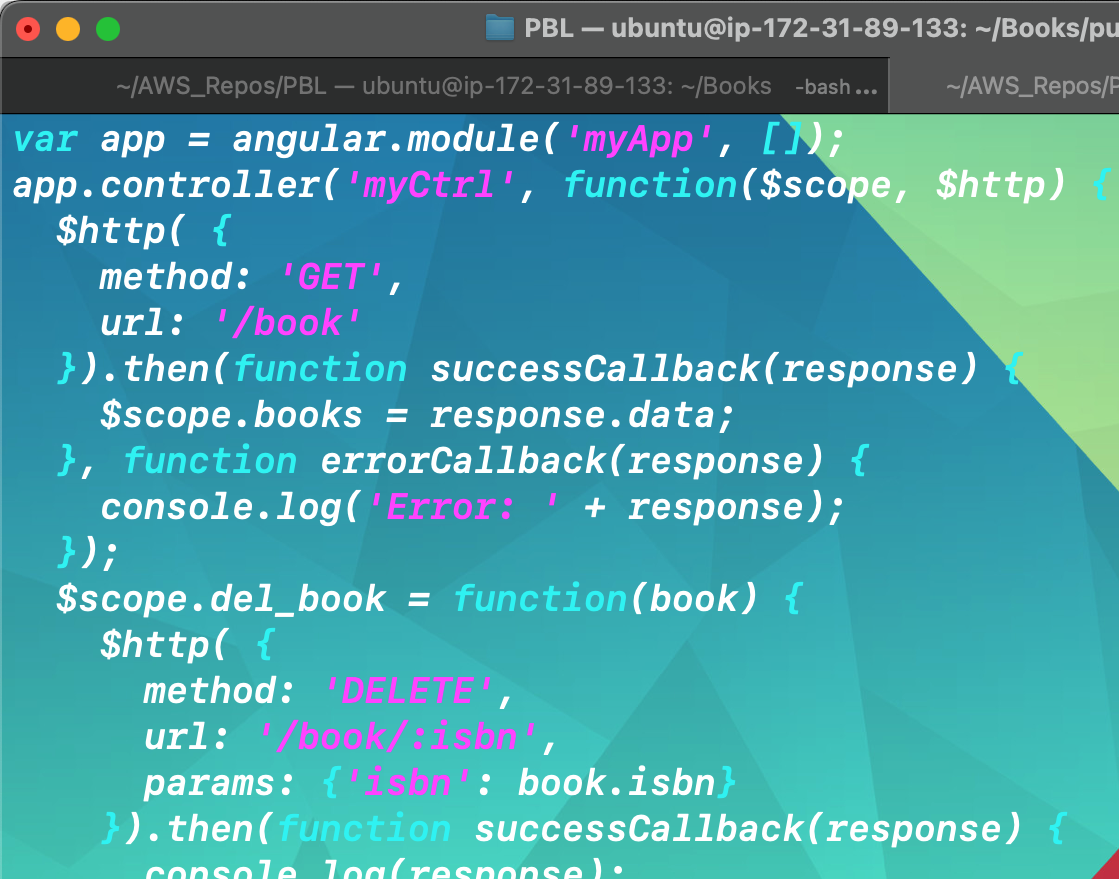 PBL — ubuntu@ip-172-31-89-133: ~/Books/pu
~/AWS_Repos/PBL — ubuntu@ip-172-31-89-133: ~/Books -bash ...
~/AWS_Repos/P
var app = angular.module('myApp', []);
app.controller('myCtrl', function($scope, $http) {
  $http( {
    method: 'GET',
    url: '/book'
  }).then(function successCallback(response) {
    $scope.books = response.data;
  }, function errorCallback(response) {
    console.log('Error: ' + response);
  });
  $scope.del_book = function(book) {
    $http( {
      method: 'DELETE',
      url: '/book/:isbn',
      params: {'isbn': book.isbn}
    }).then(function successCallback(response) {
      console.log(response);